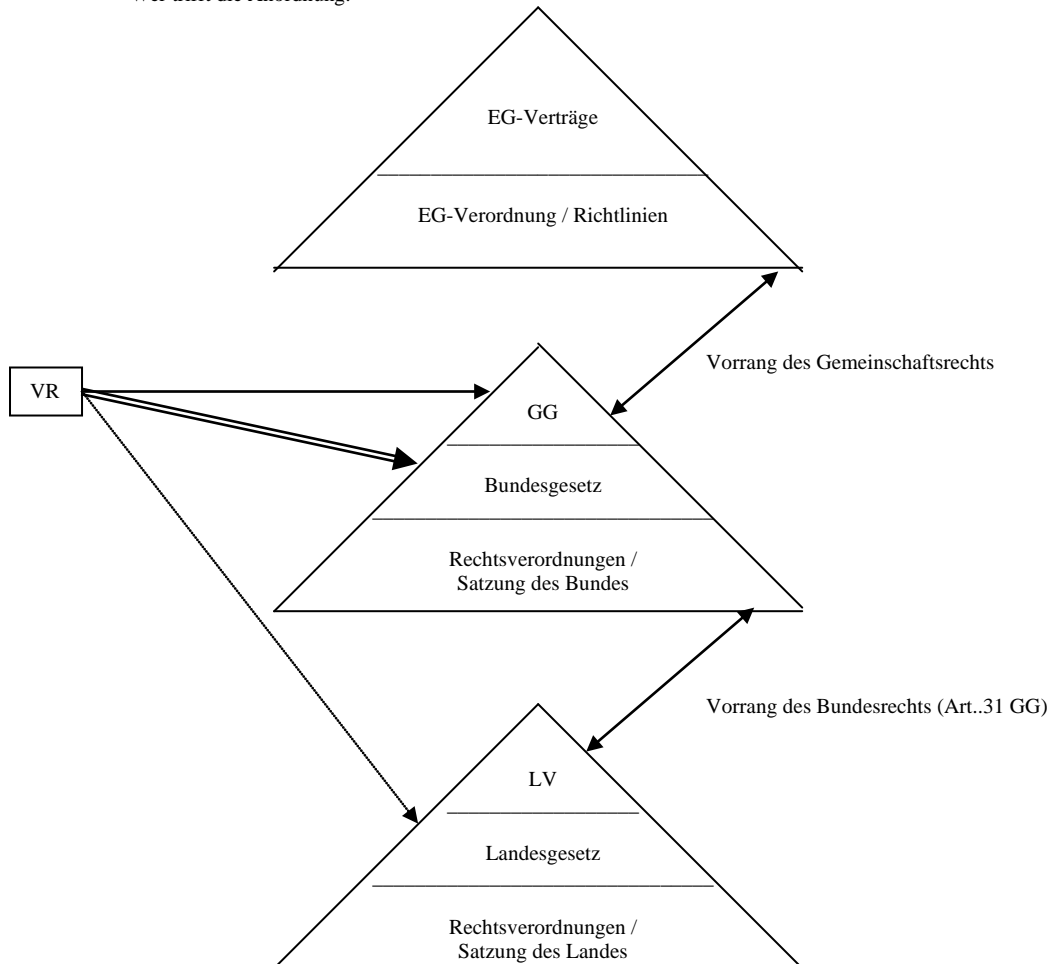 EG-Verträge
EG-Verordnung / Richtlinien
Vorrang des Gemeinschaftsrechts
VR
GG
Bundesgesetz
Rechtsverordnungen /
Satzung des Bundes
Vorrang des Bundesrechts (Art..31 GG)
LV
Landesgesetz
Rechtsverordnungen /
Satzung des Landes